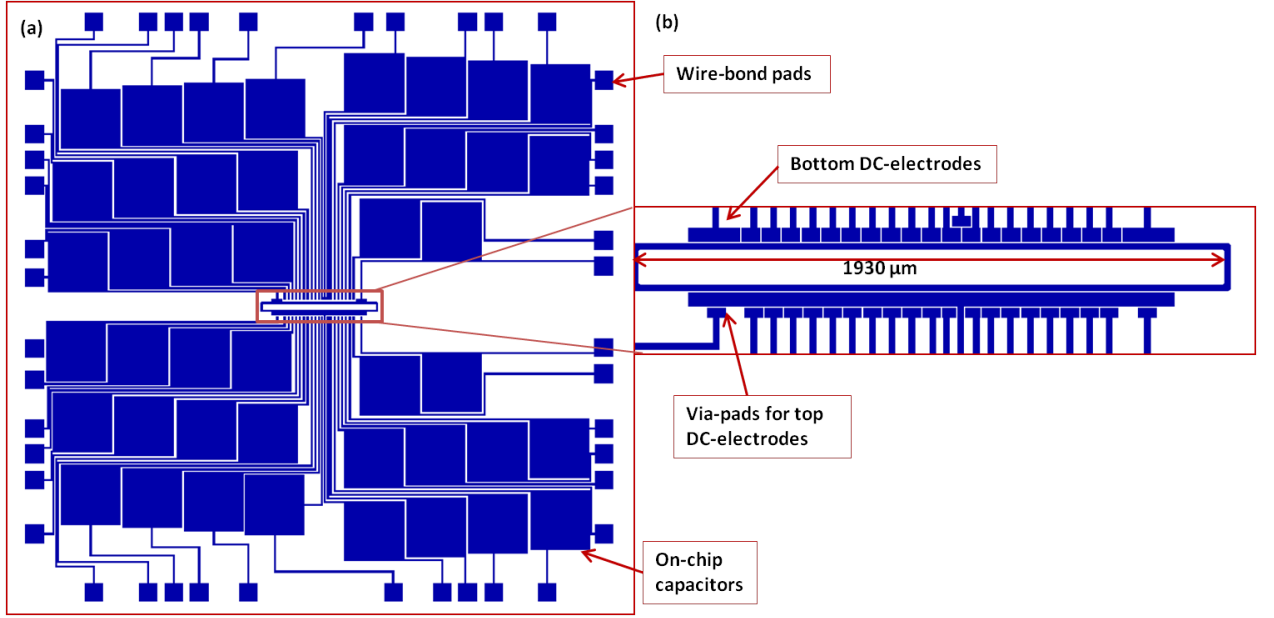 (a)
(b)
Wire-bond pads
Bottom DC-electrodes
1930 µm
Via-pads for top
DC-electrodes
On-chip
capacitors